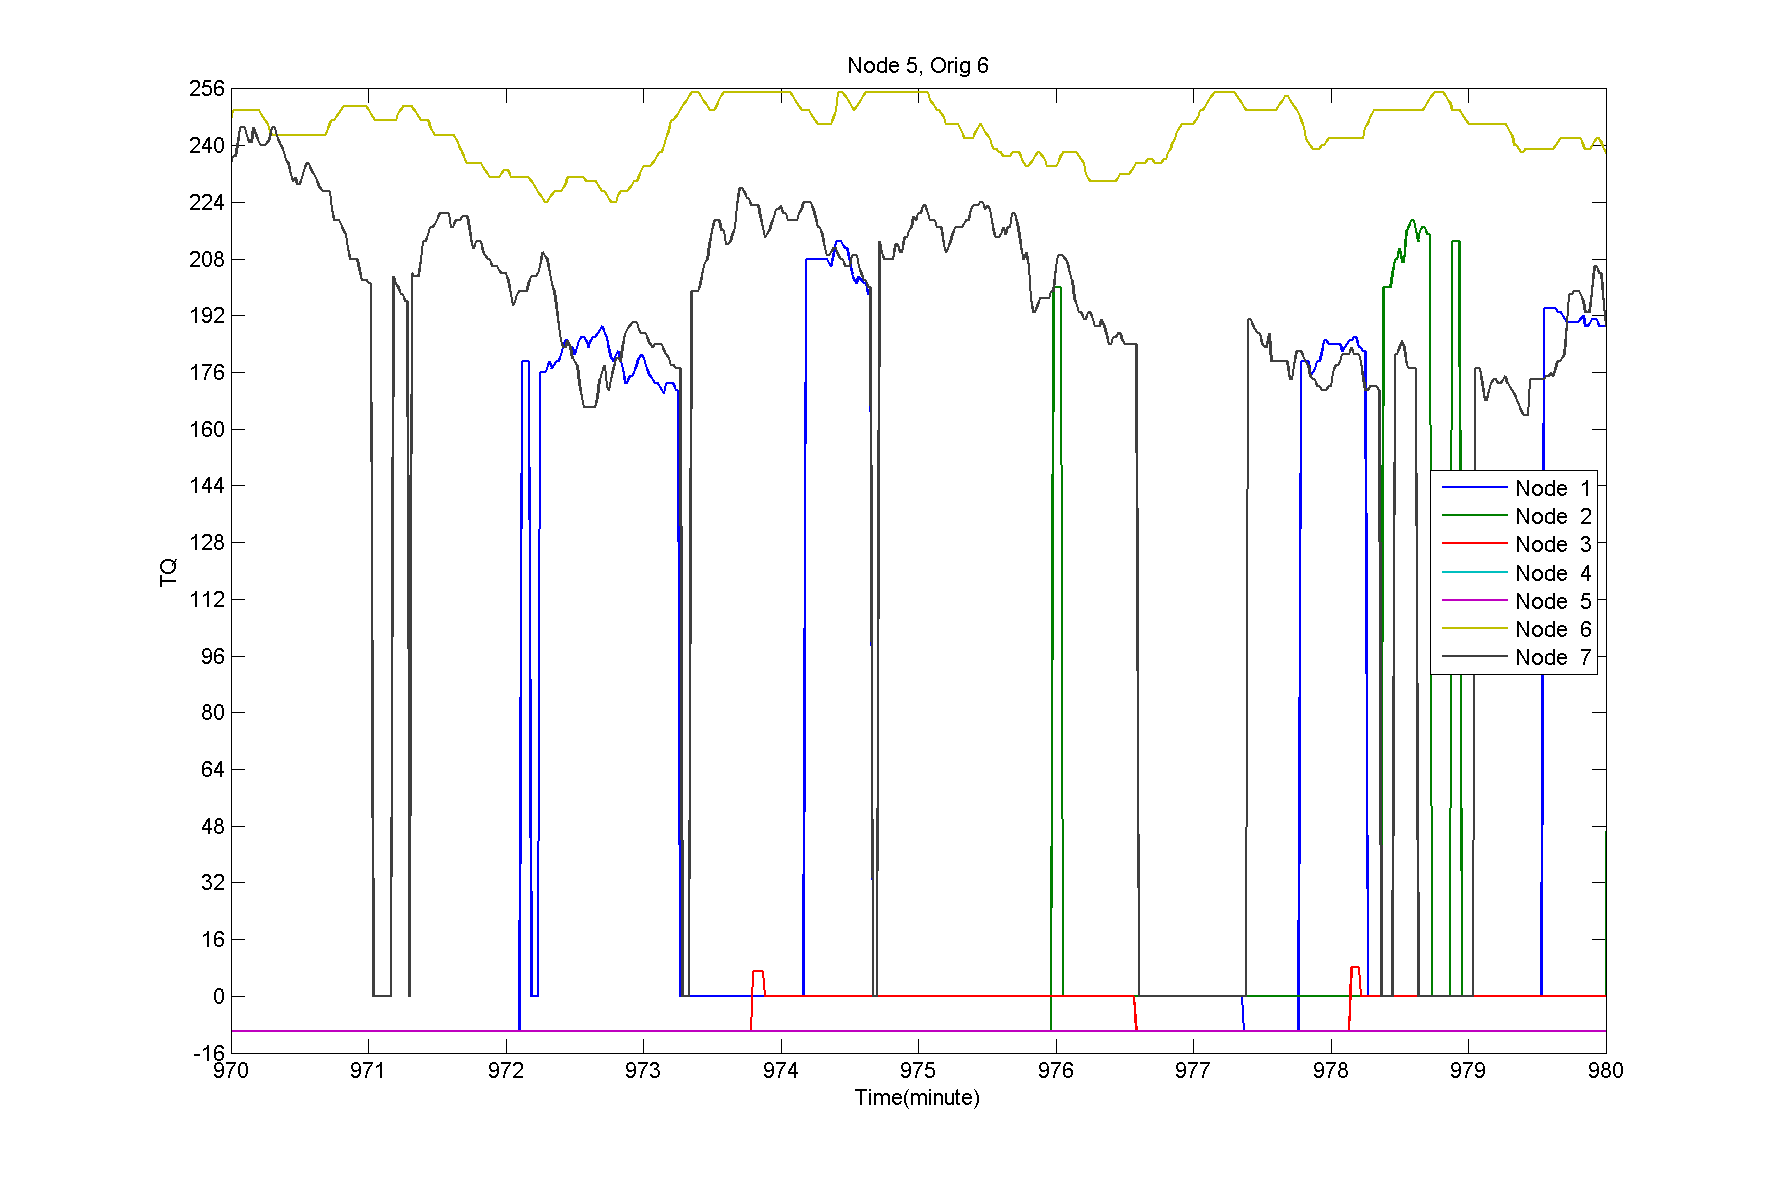 Node 5, Orig 6
256
240
224
208
192
176
160
144
128
112
96
80
64
48
32
16
0
-16
TQ
Node 1
Node 2
Node 3
Node 4
Node 5
Node 6
Node 7
970 971 972 973 974 975 976 977 978 979 980
Time(minute)